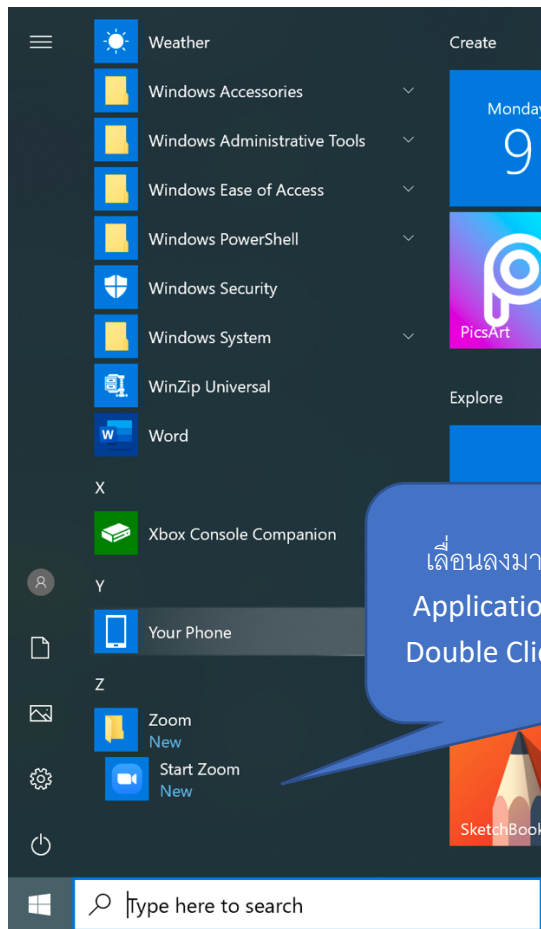 Weather
Windows Accessories
Windows Administrative Tools
Windows Ease of Access
Windows PowerShell
Windows Security
Windows System
WinZip Universal
Word
X
Xbox Console Companion
Y
Your Phone
Z
Zoom
New
Start Zoom
New
Create
Monday
9
PicsArt
Explore
เลื่อนลงมา
Applicatio
Double Clic
SketchBook
Type here to search